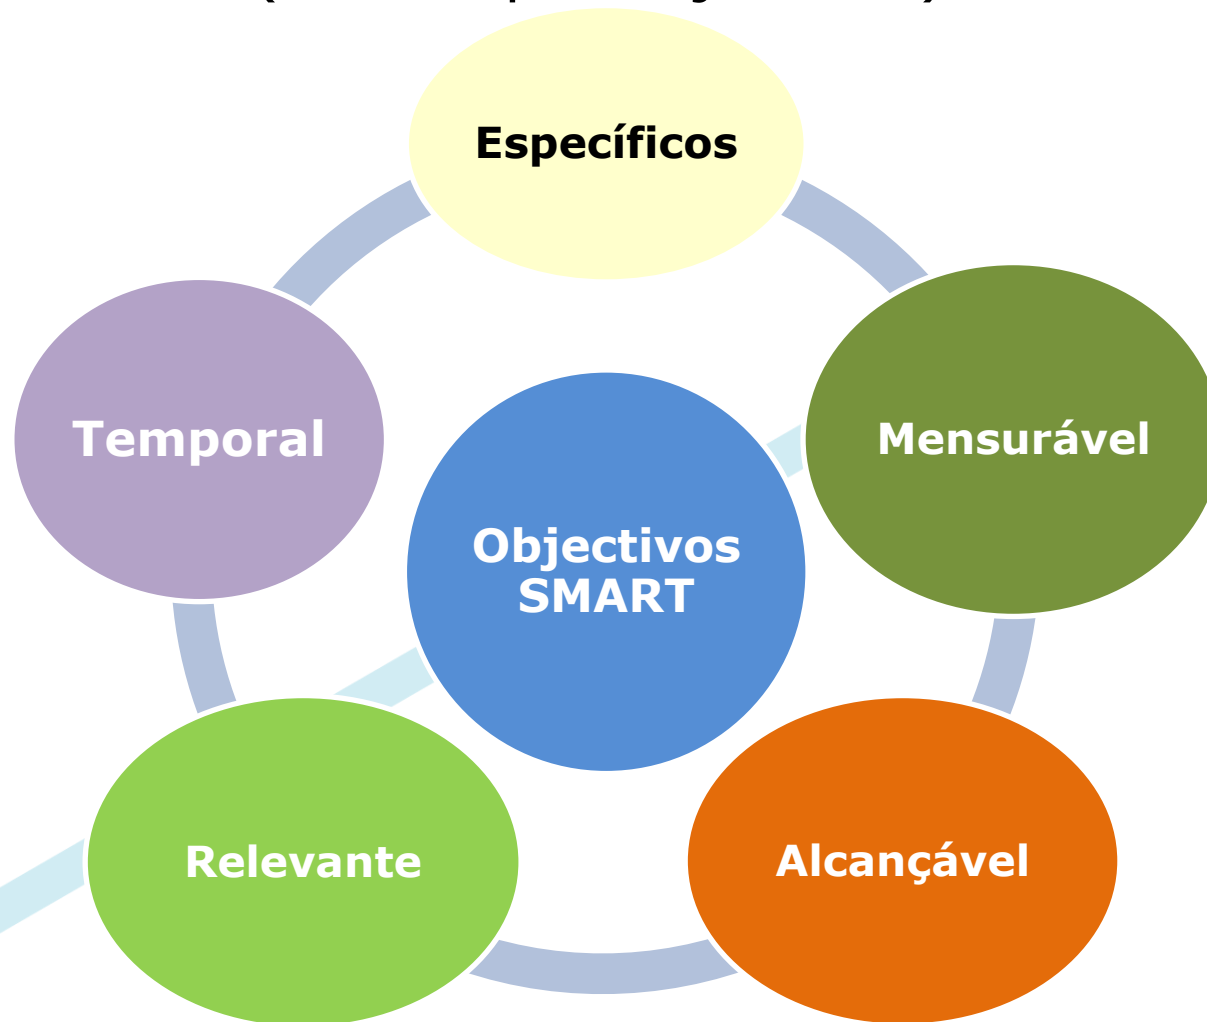 Específicos
Mensurável
Alcançável
Relevante
Temporal
Objectivos
SMART